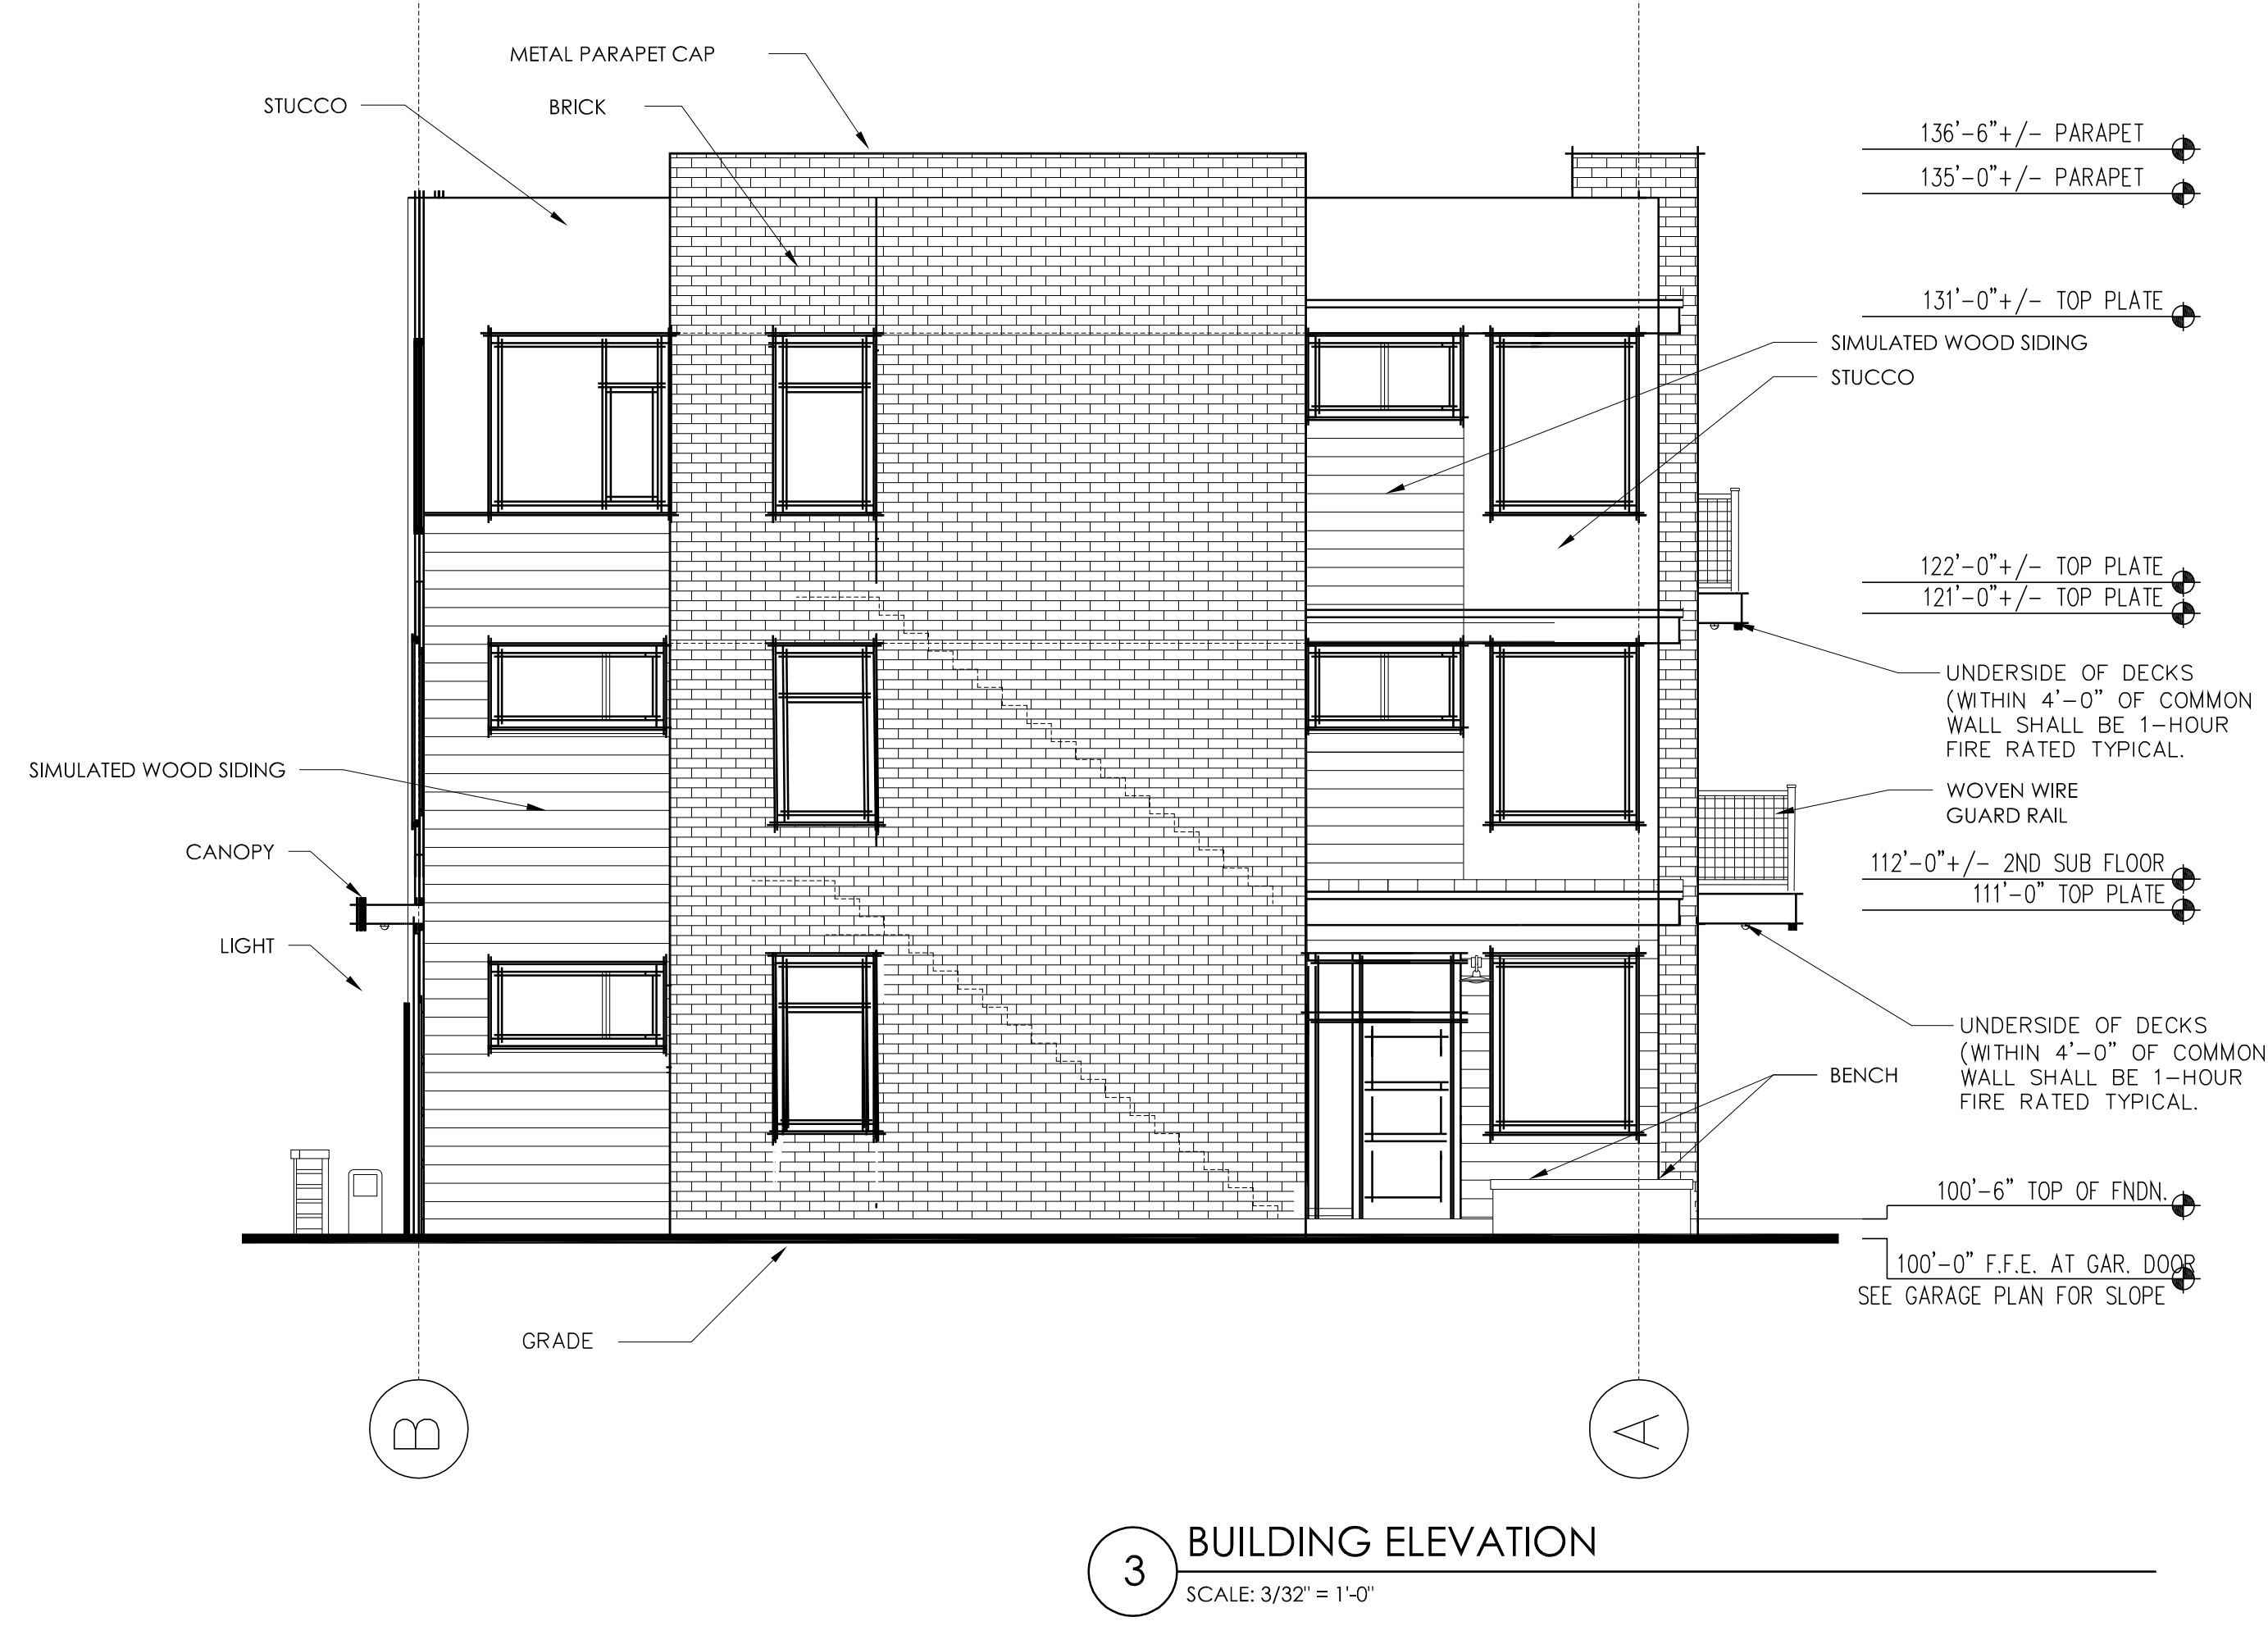 METAL PARAPET CAP
STUCCO
BRICK
136'-6"+/- PARAPET
135'-0"+/- PARAPET
131'-0"+/- TOP PLATE
SIMULATED WOOD SIDING
STUCCO
122'-0"+/- TOP PLATE
121'-0"+/- TOP PLATE
UNDERSIDE OF DECKS
(WITHIN 4'-0" OF COMMON
WALL SHALL BE 1-HOUR
FIRE RATED TYPICAL.
SIMULATED WOOD SIDING
WOVEN WIRE
GUARD RAIL
CANOPY
112'-0"+/- 2ND SUB FLOOR
111'-0" TOP PLATE
LIGHT
UNDERSIDE OF DECKS
(WITHIN 4'-0" OF COMMON
WALL SHALL BE 1-HOUR
FIRE RATED TYPICAL.
BENCH
100'-6" TOP OF FNDN.
100'-0" F.F.E. AT GAR. DOOR
SEE GARAGE PLAN FOR SLOPE
GRADE
B
A
3
BUILDING ELEVATION
SCALE: 3/32" = 1'-0"